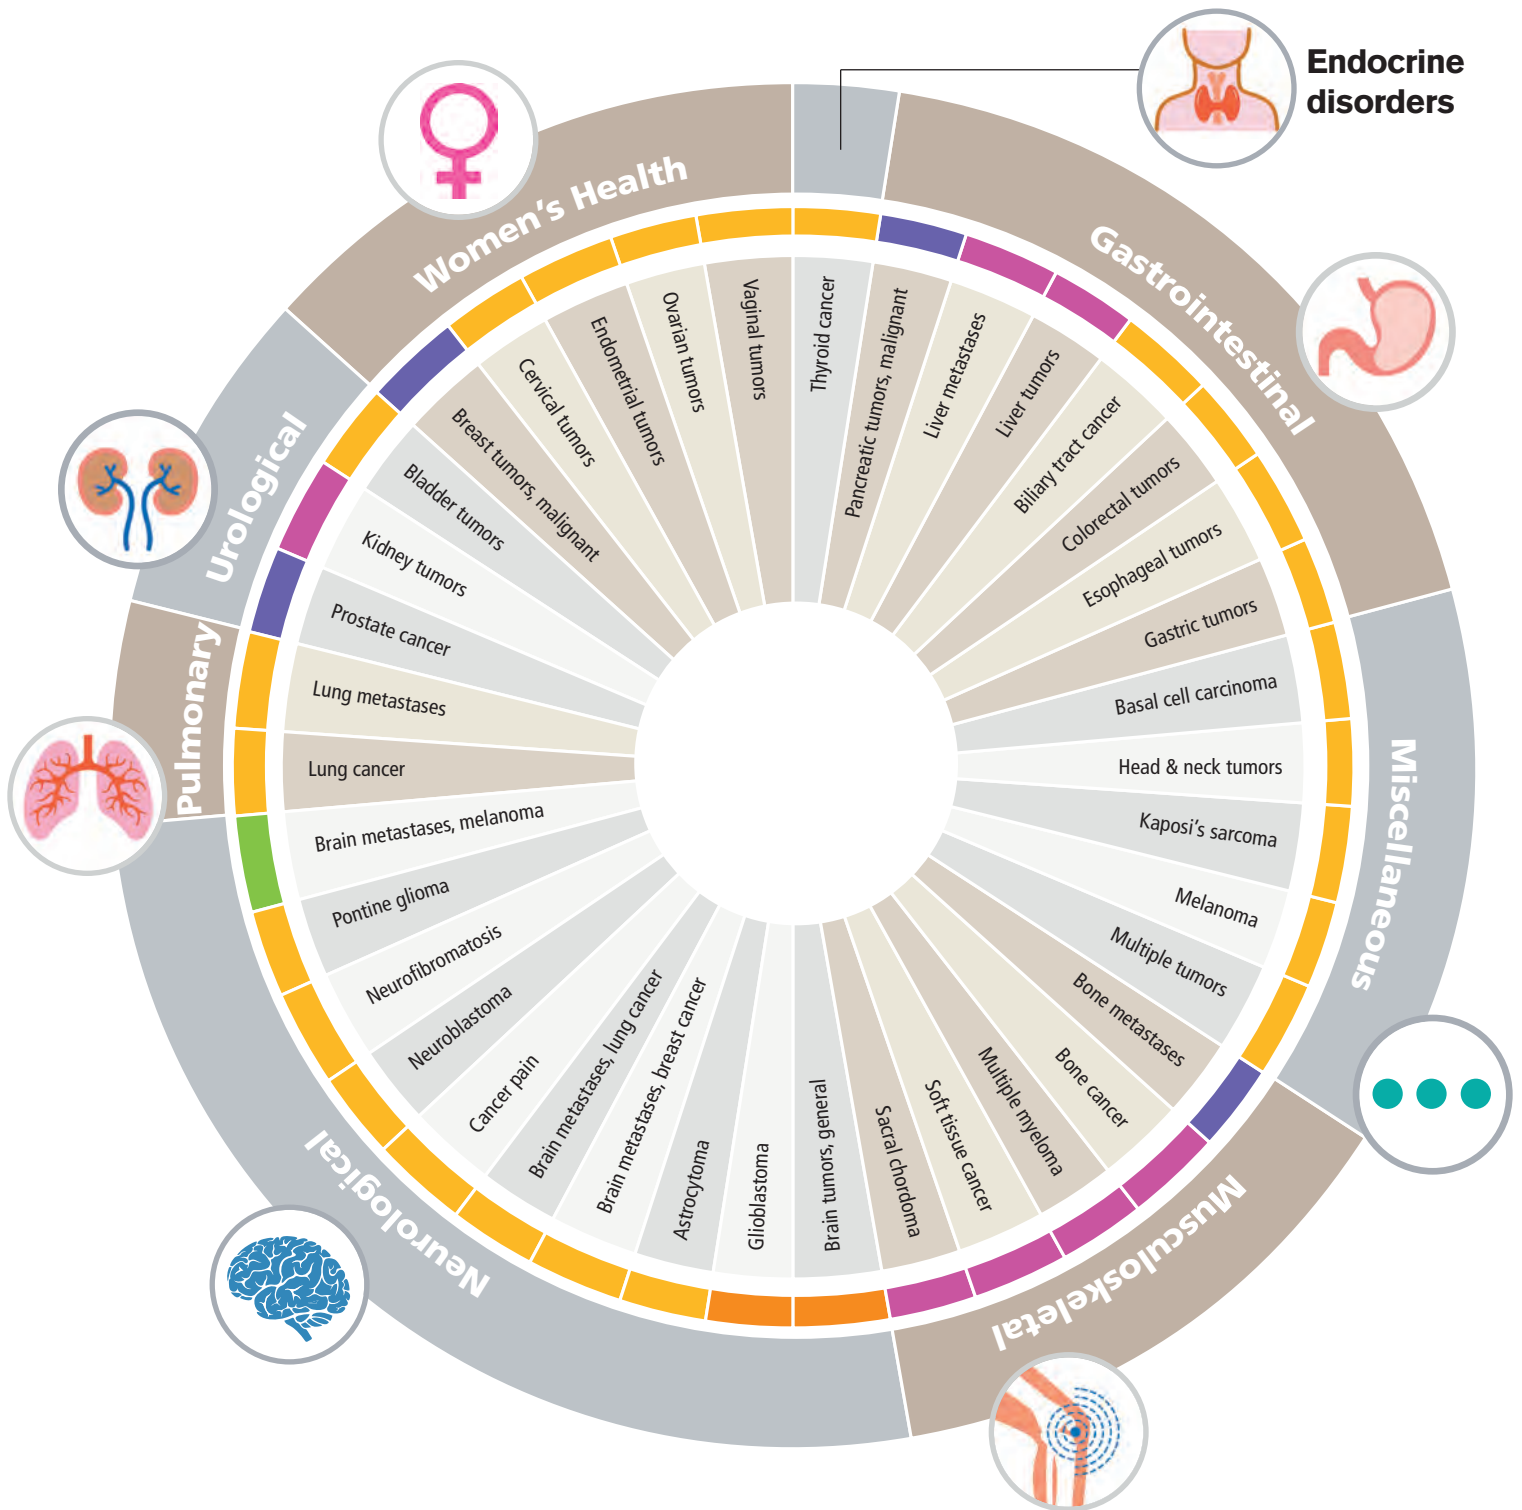 Endocrine
disorders
Gastrointestinal
Miscellaneous
Musculoskeletal
Neurological
Pulmonary
Urological
Women's Health
Thyroid cancer
Pancreatic tumors, malignant
Liver metastases
Liver tumors
Biliary tract cancer
Colorectal tumors
Esophageal tumors
Gastric tumors
Basal cell carcinoma
Head & neck tumors
Kaposi's sarcoma
Melanoma
Multiple tumors
Bone metastases
Bone cancer
Multiple myeloma
Soft tissue cancer
Sacral chordoma
Brain tumors, general
Glioblastoma
Astrocytoma
Brain metastases, breast cancer
Brain metastases, lung cancer
Cancer pain
Neuroblastoma
Neurofibromatosis
Pontine glioma
Brain metastases, melanoma
Lung cancer
Lung metastases
Prostate cancer
Kidney tumors
Bladder tumors
Breast tumors, malignant
Cervical tumors
Endometrial tumors
Ovarian tumors
Vaginal tumors